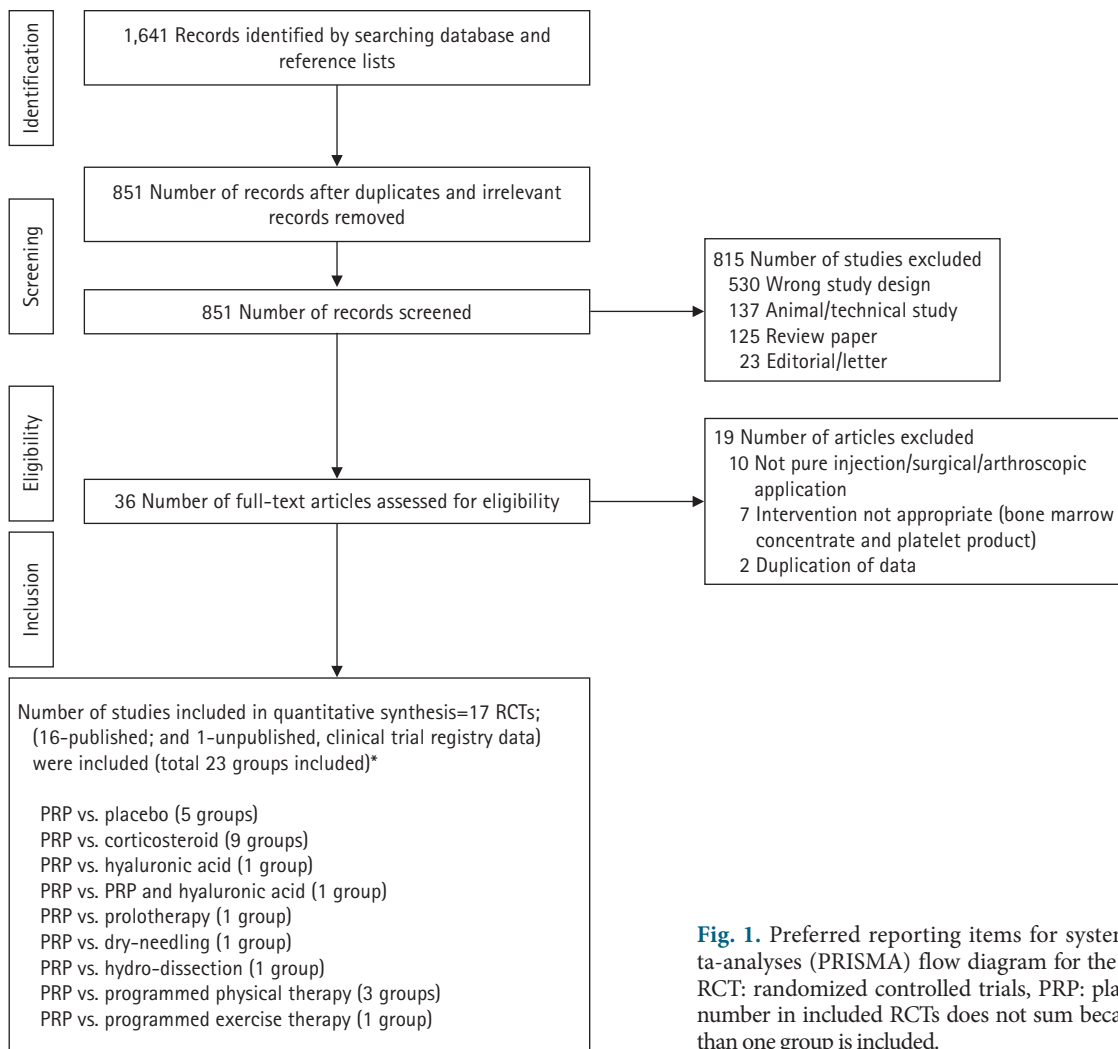 Identification
1,641 Records identified by searching database and
reference lists
Screening
851 Number of records after duplicates and irrelevant
records removed
851 Number of records screened
815 Number of studies excluded
530 Wrong study design
137 Animal/technical study
125 Review paper
23 Editorial/letter
Eligibility
36 Number of full-text articles assessed for eligibility
19 Number of articles excluded
10 Not pure injection/surgical/arthroscopic
application
7 Intervention not appropriate (bone marrow
concentrate and platelet product)
2 Duplication of data
Inclusion
Number of studies included in quantitative synthesis=17 RCTs;
(16-published; and 1-unpublished, clinical trial registry data)
were included (total 23 groups included)*
PRP vs. placebo (5 groups)
PRP vs. corticosteroid (9 groups)
PRP vs. hyaluronic acid (1 group)
PRP vs. PRP and hyaluronic acid (1 group)
PRP vs. prolotherapy (1 group)
PRP vs. dry-needling (1 group)
PRP vs. hydro-dissection (1 group)
PRP vs. programmed physical therapy (3 groups)
PRP vs. programmed exercise therapy (1 group)
Fig. 1. Preferred reporting items for system
ta-analyses (PRISMA) flow diagram for the
RCT: randomized controlled trials, PRP: pla
number in included RCTs does not sum beca
than one group is included.